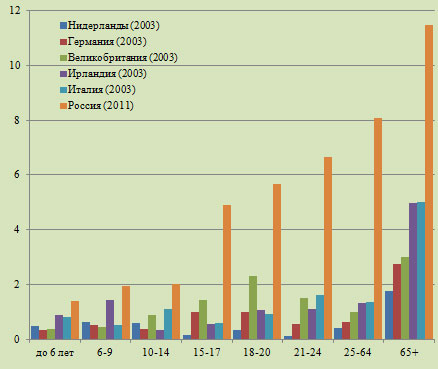 12
10
8
6
4
2
0
Нидерланды (2003)
Германия (2003)
Великобритания (2003)
Ирландия (2003)
Италия (2003)
Россия (2011)
до 6 лет 6-9 10-14 15-17 18-20 21-24 25-64 65+